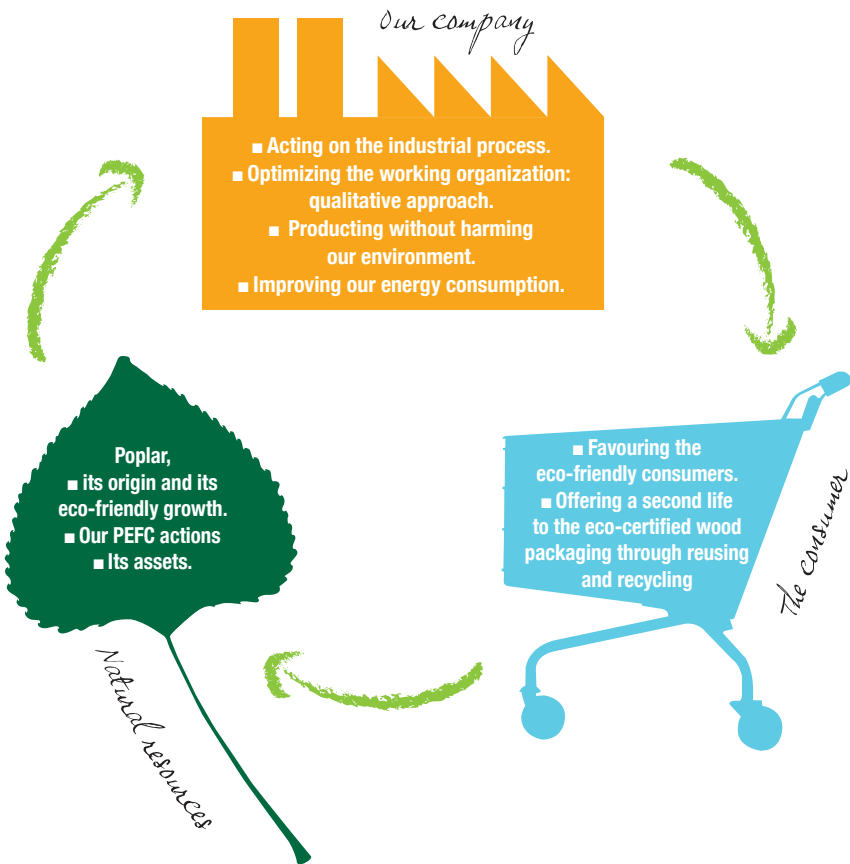 Our company
■ Acting on the industrial process.
■ Optimizing the working organization:
qualitative approach.
■ Producting without harming
our environment.
■ Improving our energy consumption.
■ Favouring the
eco-friendly consumers.
■ Offering a second life
to the eco-certified wood
packaging through reusing
and recycling
The consumer
Poplar,
■ its origin and its
eco-friendly growth.
■ Our PEFC actions
■ Its assets.
Natural resources